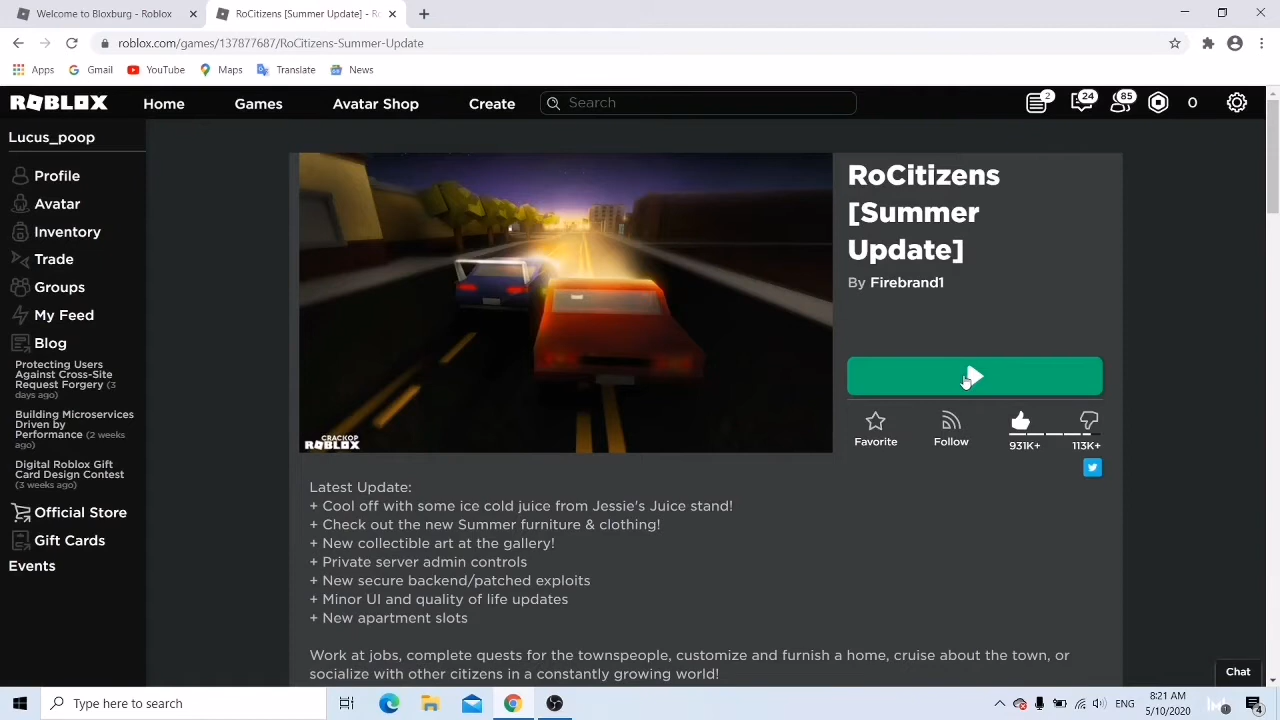 Welcome to Bloxburg - Roblox
RoCitizens [Summer Update] - Ro
roblox.com/games/137877687/RoCitizens-Summer-Update
Apps Gmail YouTube Maps Translate News
ROBLOX Home Games Avatar Shop Create Search 2 24 85 0
Lucus_poop
Profile
Avatar
Inventory
Trade
Groups
My Feed
Blog
Protecting Users
Against Cross-Site
Request Forgery (3
days ago)
Building Microservices
Driven by
Performance (2 weeks
ago)
Digital Roblox Gift
Card Design Contest
(3 weeks ago)
Official Store
Gift Cards
Events
CRACKOP
ROBLOX
RoCitizens
[Summer
Update]
By Firebrand1
Favorite Follow 931K+ 113K+
Latest Update:
+ Cool off with some ice cold juice from Jessie's Juice stand!
+ Check out the new Summer furniture & clothing!
+ New collectible art at the gallery!
+ Private server admin controls
+ New secure backend/patched exploits
+ Minor UI and quality of life updates
+ New apartment slots
Work at jobs, complete quests for the townspeople, customize and furnish a home, cruise about the town, or
socialize with other citizens in a constantly growing world!
Chat
Type here to search
ENG
8:21 AM
5/10/2020
4